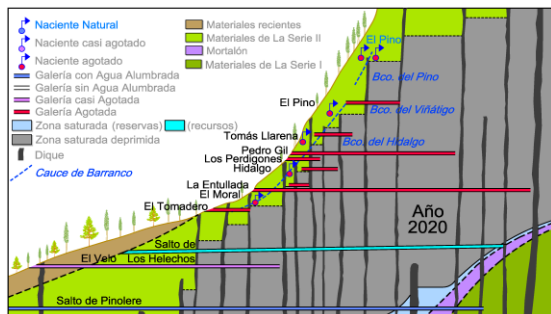 Naciente Natural
Naciente casi agotado
Naciente agotado
Galería con Agua Alumbrada
Galería sin Agua Alumbrada
Galería casi Agotada
Galería Agotada
Zona saturada (reservas) (recursos)
Zona saturada deprimida
Dique
Cauce de Barranco
Materiales recientes
Materiales de La Serie II
Mortalón
Materiales de La Serie I
El Pino
Bco. del Pino
El Pino
Bco. del Viñátigo
Tomás Llarena
Bco. del Hidalgo
Pedro Gil
Los Perdigones
Hidalgo
La Entullada
El Moral
El Tomadero
Año
2020
Salto de
Los Helechos
El Velo
Salto de Pinolere